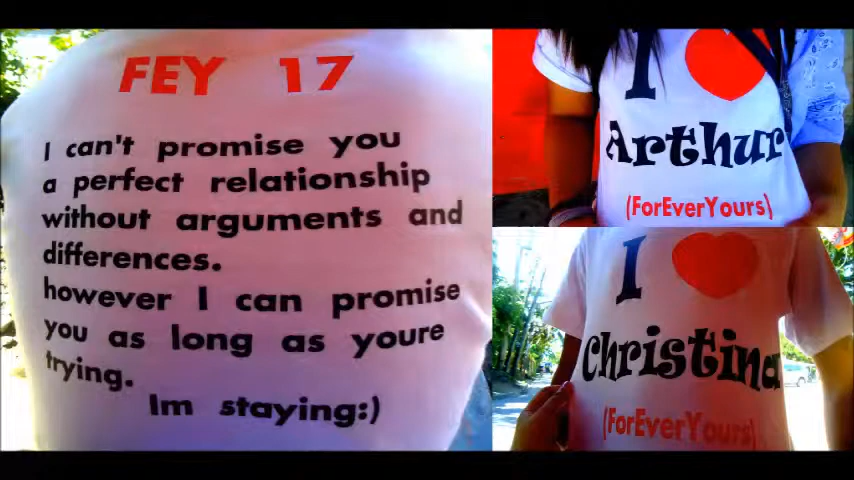 FEY 17
I can't promise you
a perfect relationship
without arguments and
differences.
however I can promise
you as long as youre
trying.
Im staying:)
I
Arthur
(ForEverYours)
I
Christina
(ForEverYours)